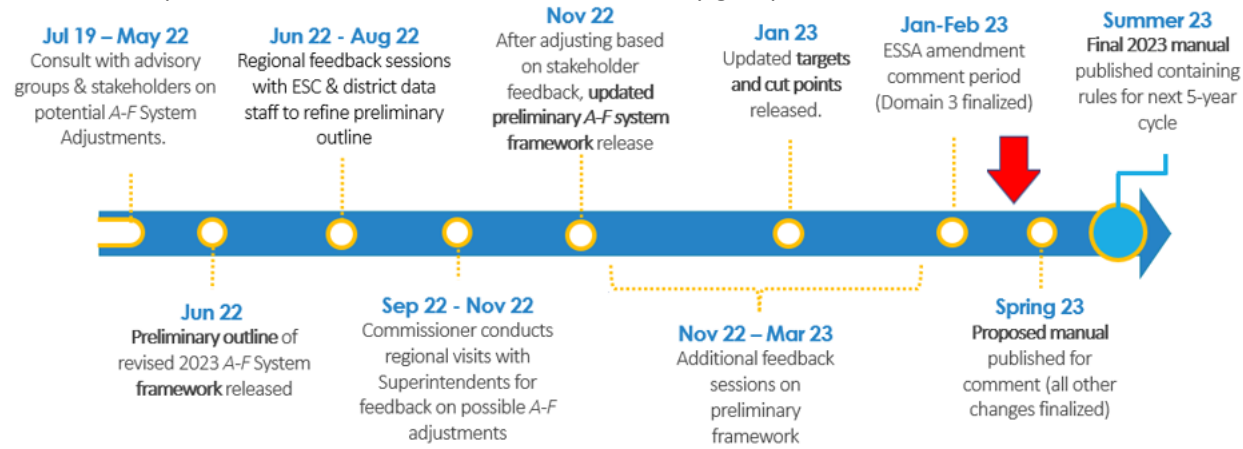 Jul 19 – May 22
Consult with advisory
groups & stakeholders on
potential A-F System
Adjustments.
Jun 22 - Aug 22
Regional feedback sessions
with ESC & district data
staff to refine preliminary
outline
Nov 22
After adjusting based
on stakeholder
feedback, updated
preliminary A-F system
framework release
Jan 23
Updated targets
and cut points
released.
Jan-Feb 23
ESSA amendment
comment period
(Domain 3 finalized)
Summer 23
Final 2023 manual
published containing
rules for next 5-year
cycle
Jun 22
Preliminary outline of
revised 2023 A-F System
framework released
Sep 22 - Nov 22
Commissioner conducts
regional visits with
Superintendents for
feedback on possible A-F
adjustments
Nov 22 – Mar 23
Additional feedback
sessions on
preliminary
framework
Spring 23
Proposed manual
published for
comment (all other
changes finalized)